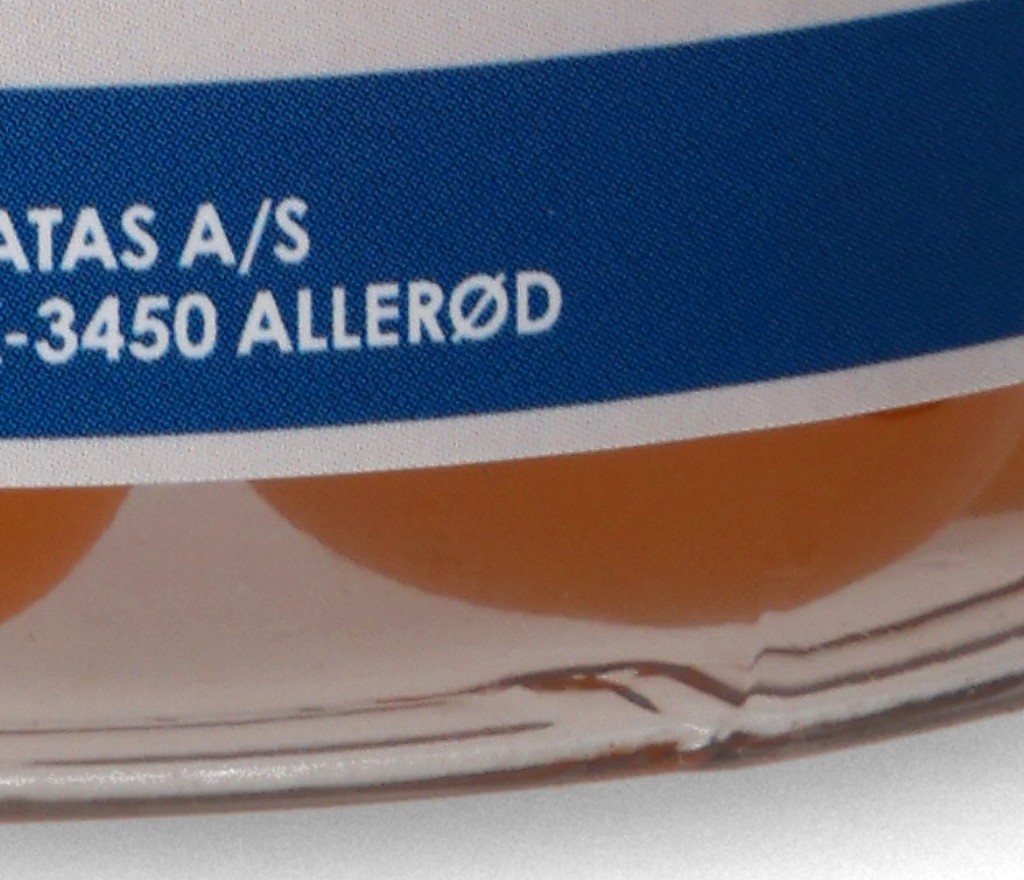 ATAS A/S
-3450 ALLERØD